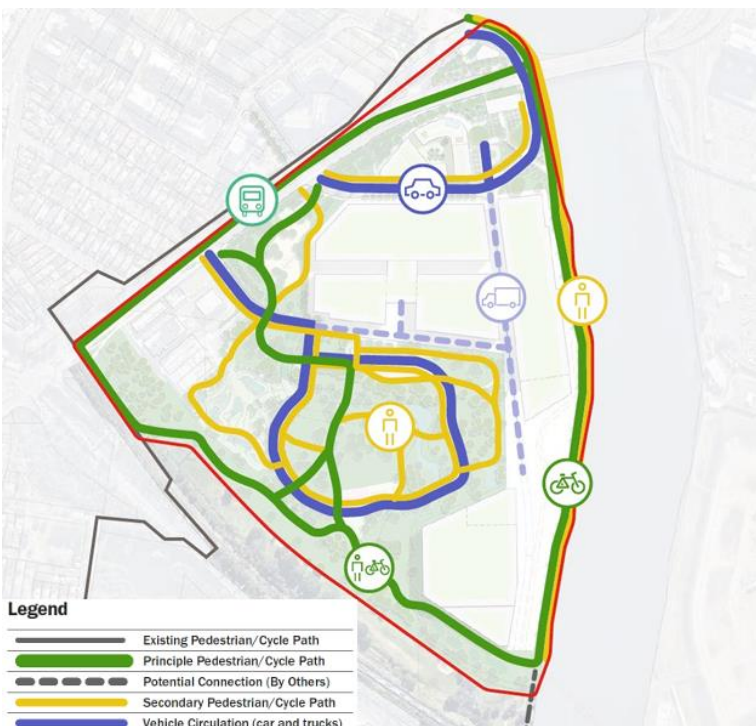 Legend
Existing Pedestrian/Cycle Path
Principle Pedestrian/Cycle Path
Potential Connection (By Others)
Secondary Pedestrian/Cycle Path
Vehicle Circulation (car and trucks)